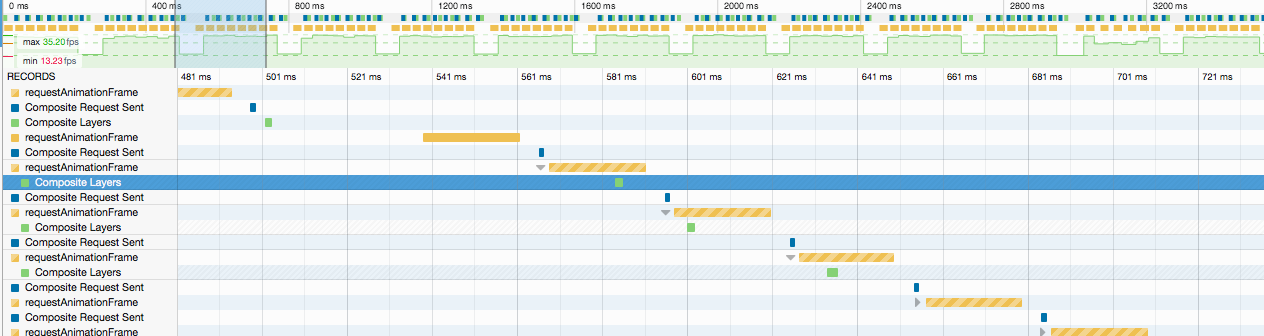 0 ms 400 ms 800 ms 1200 ms 1600 ms 2000 ms 2400 ms 2800 ms 3200 ms
max 35.20 fps
min 13.23 fps
RECORDS 481 ms 501 ms 521 ms 541 ms 561 ms 581 ms 601 ms 621 ms 641 ms 661 ms 681 ms 701 ms 721 ms
requestAnimationFrame
Composite Request Sent
Composite Layers
requestAnimationFrame
Composite Request Sent
requestAnimationFrame
Composite Layers
Composite Request Sent
requestAnimationFrame
Composite Layers
Composite Request Sent
requestAnimationFrame
Composite Layers
Composite Request Sent
requestAnimationFrame
Composite Request Sent
requestAnimationFrame